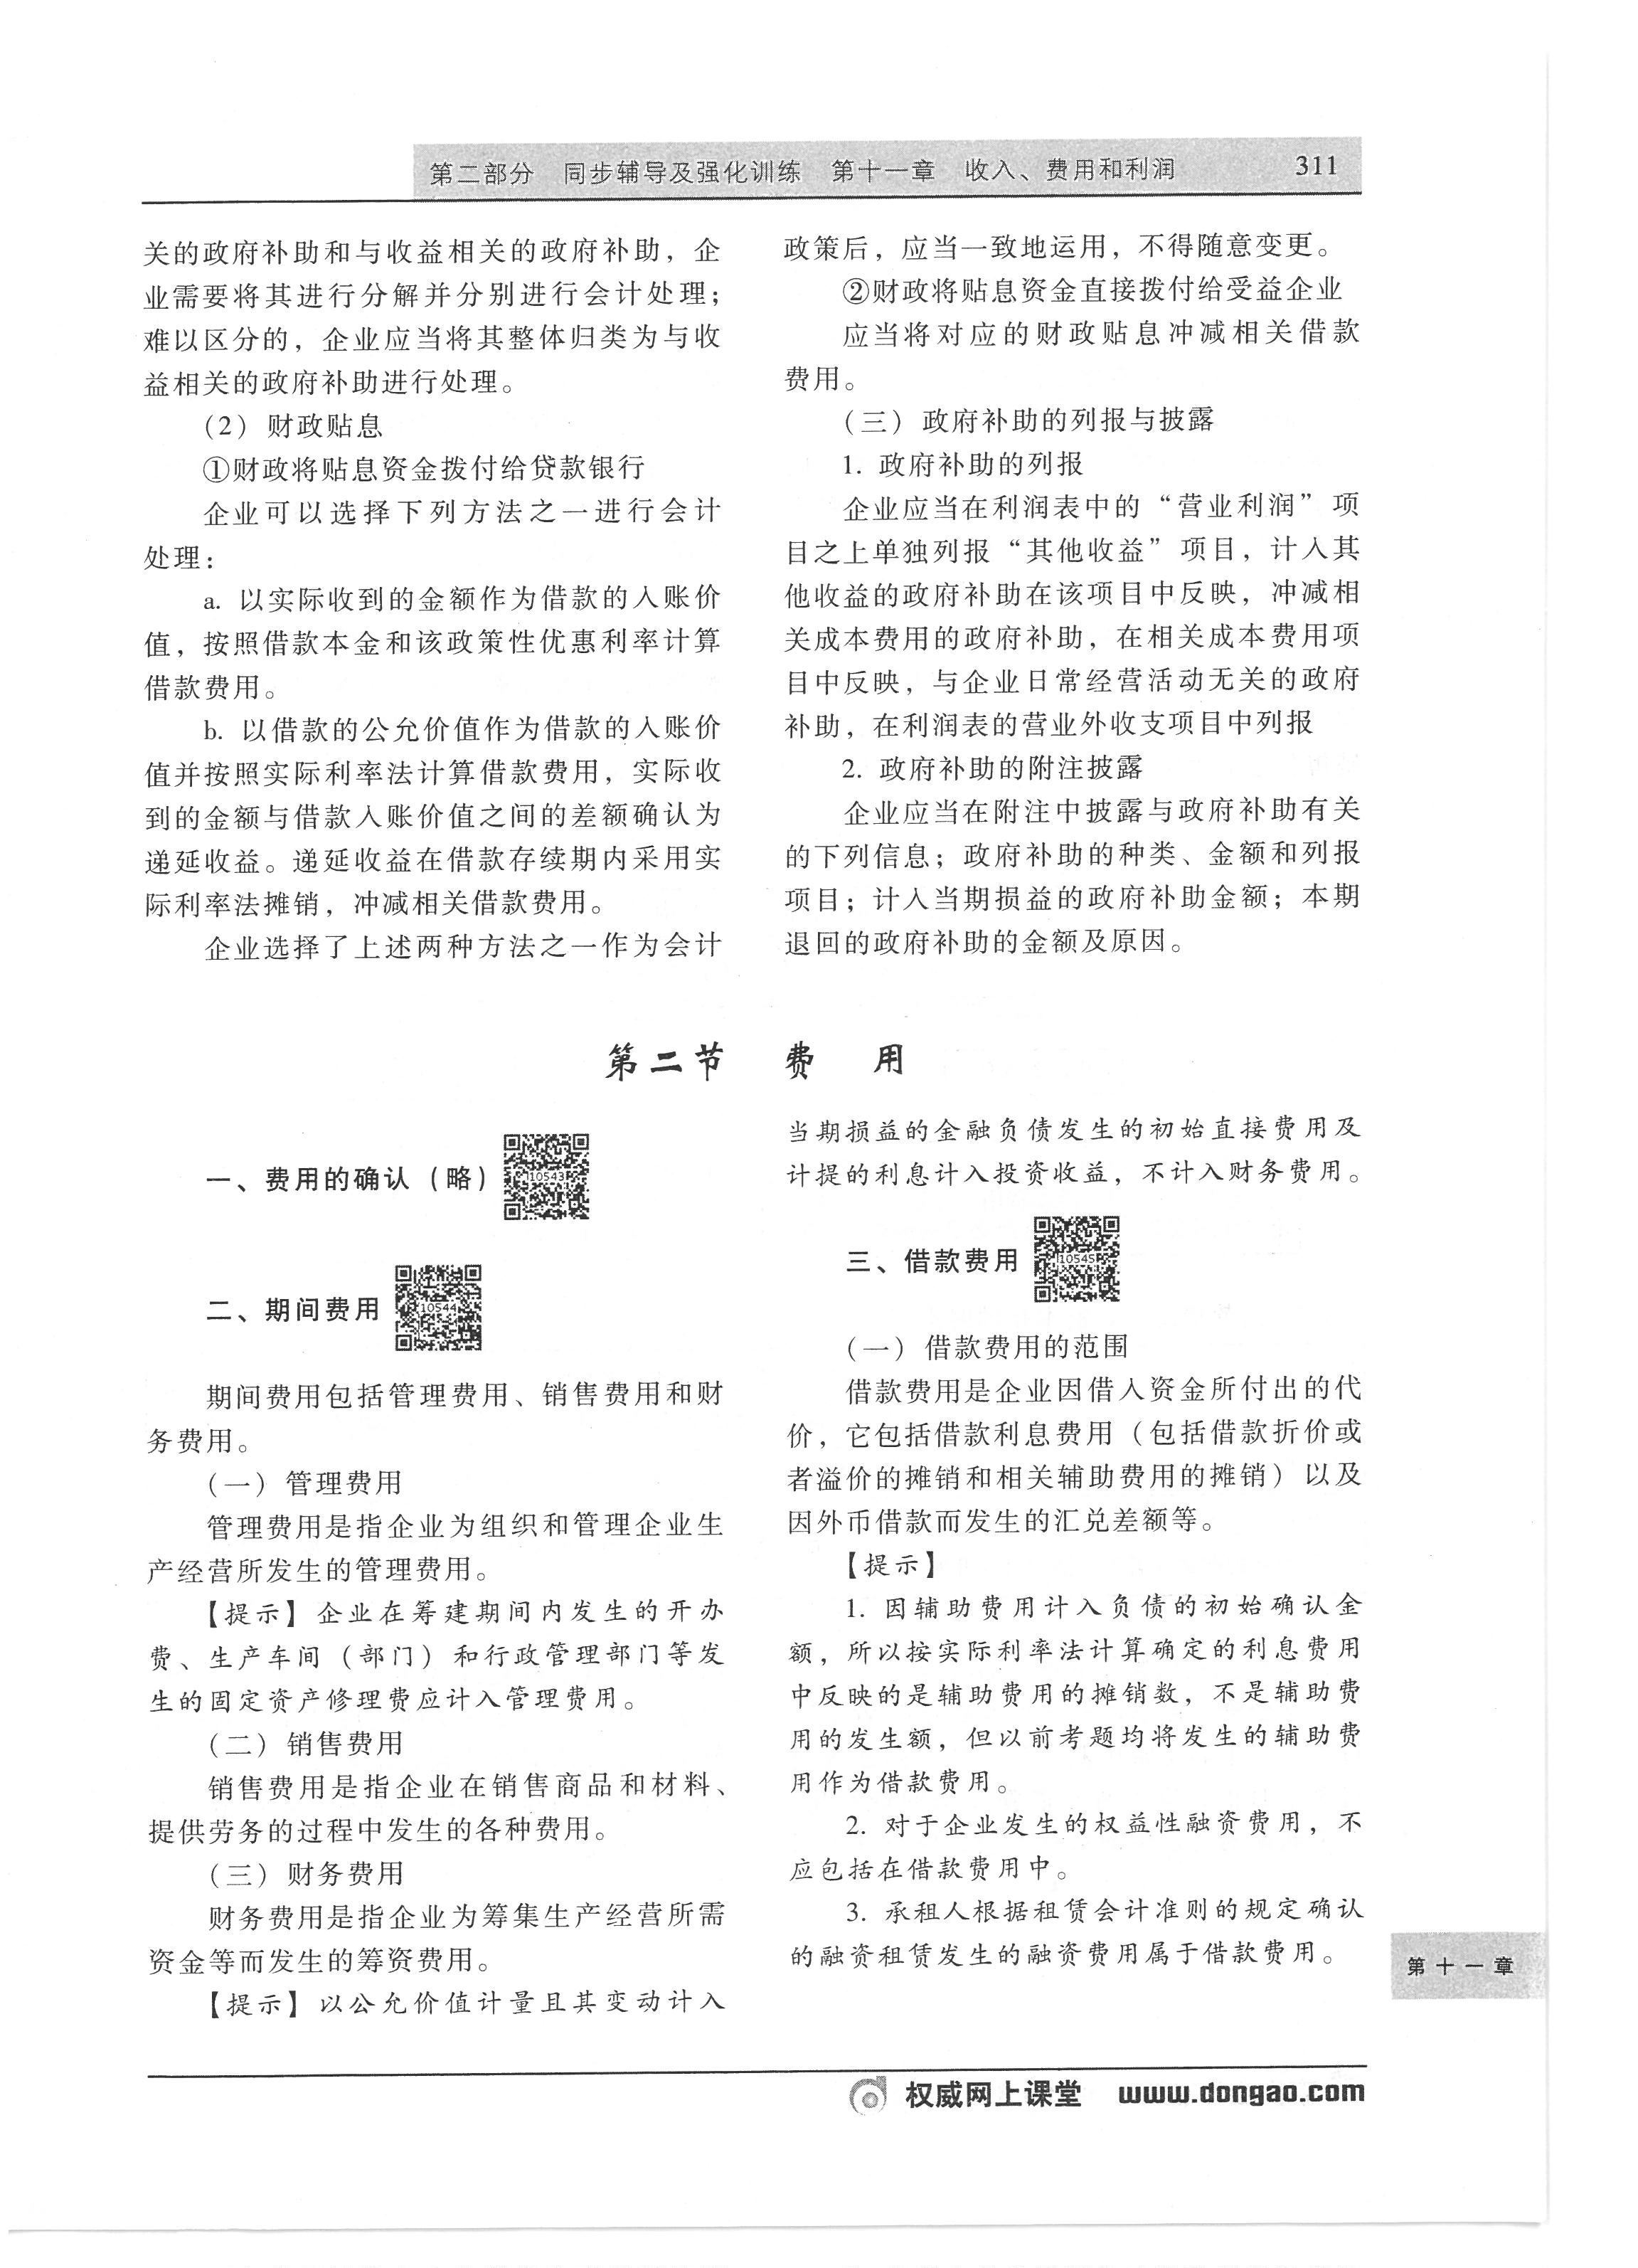 第二部分 同步辅导及强化训练 第十一章 收入、费用和利润 311
关的政府补助和与收益相关的政府补助，企
业需要将其进行分解并分别进行会计处理；
难以区分的，企业应当将其整体归类为与收
益相关的政府补助进行处理。
（2）财政贴息
①财政将贴息资金拨付给贷款银行
企业可以选择下列方法之一进行会计
处理：
a. 以实际收到的金额作为借款的入账价
值，按照借款本金和该政策性优惠利率计算
借款费用。
b. 以借款的公允价值作为借款的入账价
值并按照实际利率法计算借款费用，实际收
到的金额与借款入账价值之间的差额确认为
递延收益。递延收益在借款存续期内采用实
际利率法摊销，冲减相关借款费用。
企业选择了上述两种方法之一作为会计
政策后，应当一致地运用，不得随意变更。
②财政将贴息资金直接拨付给受益企业
应当将对应的财政贴息冲减相关借款
费用。
（三）政府补助的列报与披露
1. 政府补助的列报
企业应当在利润表中的“营业利润”项
目之上单独列报“其他收益”项目，计入其
他收益的政府补助在该项目中反映，冲减相
关成本费用的政府补助，在相关成本费用项
目中反映，与企业日常经营活动无关的政府
补助，在利润表的营业外收支项目中列报
2. 政府补助的附注披露
企业应当在附注中披露与政府补助有关
的下列信息；政府补助的种类、金额和列报
项目；计入当期损益的政府补助金额；本期
退回的政府补助的金额及原因。
第二节 费 用
一、费用的确认（略）
10543
二、期间费用
10544
期间费用包括管理费用、销售费用和财
务费用。
（一）管理费用
管理费用是指企业为组织和管理企业生
产经营所发生的管理费用。
【提示】企业在筹建期间内发生的开办
费、生产车间（部门）和行政管理部门等发
生的固定资产修理费应计入管理费用。
（二）销售费用
销售费用是指企业在销售商品和材料、
提供劳务的过程中发生的各种费用。
（三）财务费用
财务费用是指企业为筹集生产经营所需
资金等而发生的筹资费用。
【提示】以公允价值计量且其变动计入
当期损益的金融负债发生的初始直接费用及
计提的利息计入投资收益，不计入财务费用。
三、借款费用
10545
（一）借款费用的范围
借款费用是企业因借入资金所付出的代
价，它包括借款利息费用（包括借款折价或
者溢价的摊销和相关辅助费用的摊销）以及
因外币借款而发生的汇兑差额等。
【提示】
1. 因辅助费用计入负债的初始确认金
额，所以按实际利率法计算确定的利息费用
中反映的是辅助费用的摊销数，不是辅助费
用的发生额，但以前考题均将发生的辅助费
用作为借款费用。
2. 对于企业发生的权益性融资费用，不
应包括在借款费用中。
3. 承租人根据租赁会计准则的规定确认
的融资租赁发生的融资费用属于借款费用。
第十一章
权威网上课堂 www.dongao.com